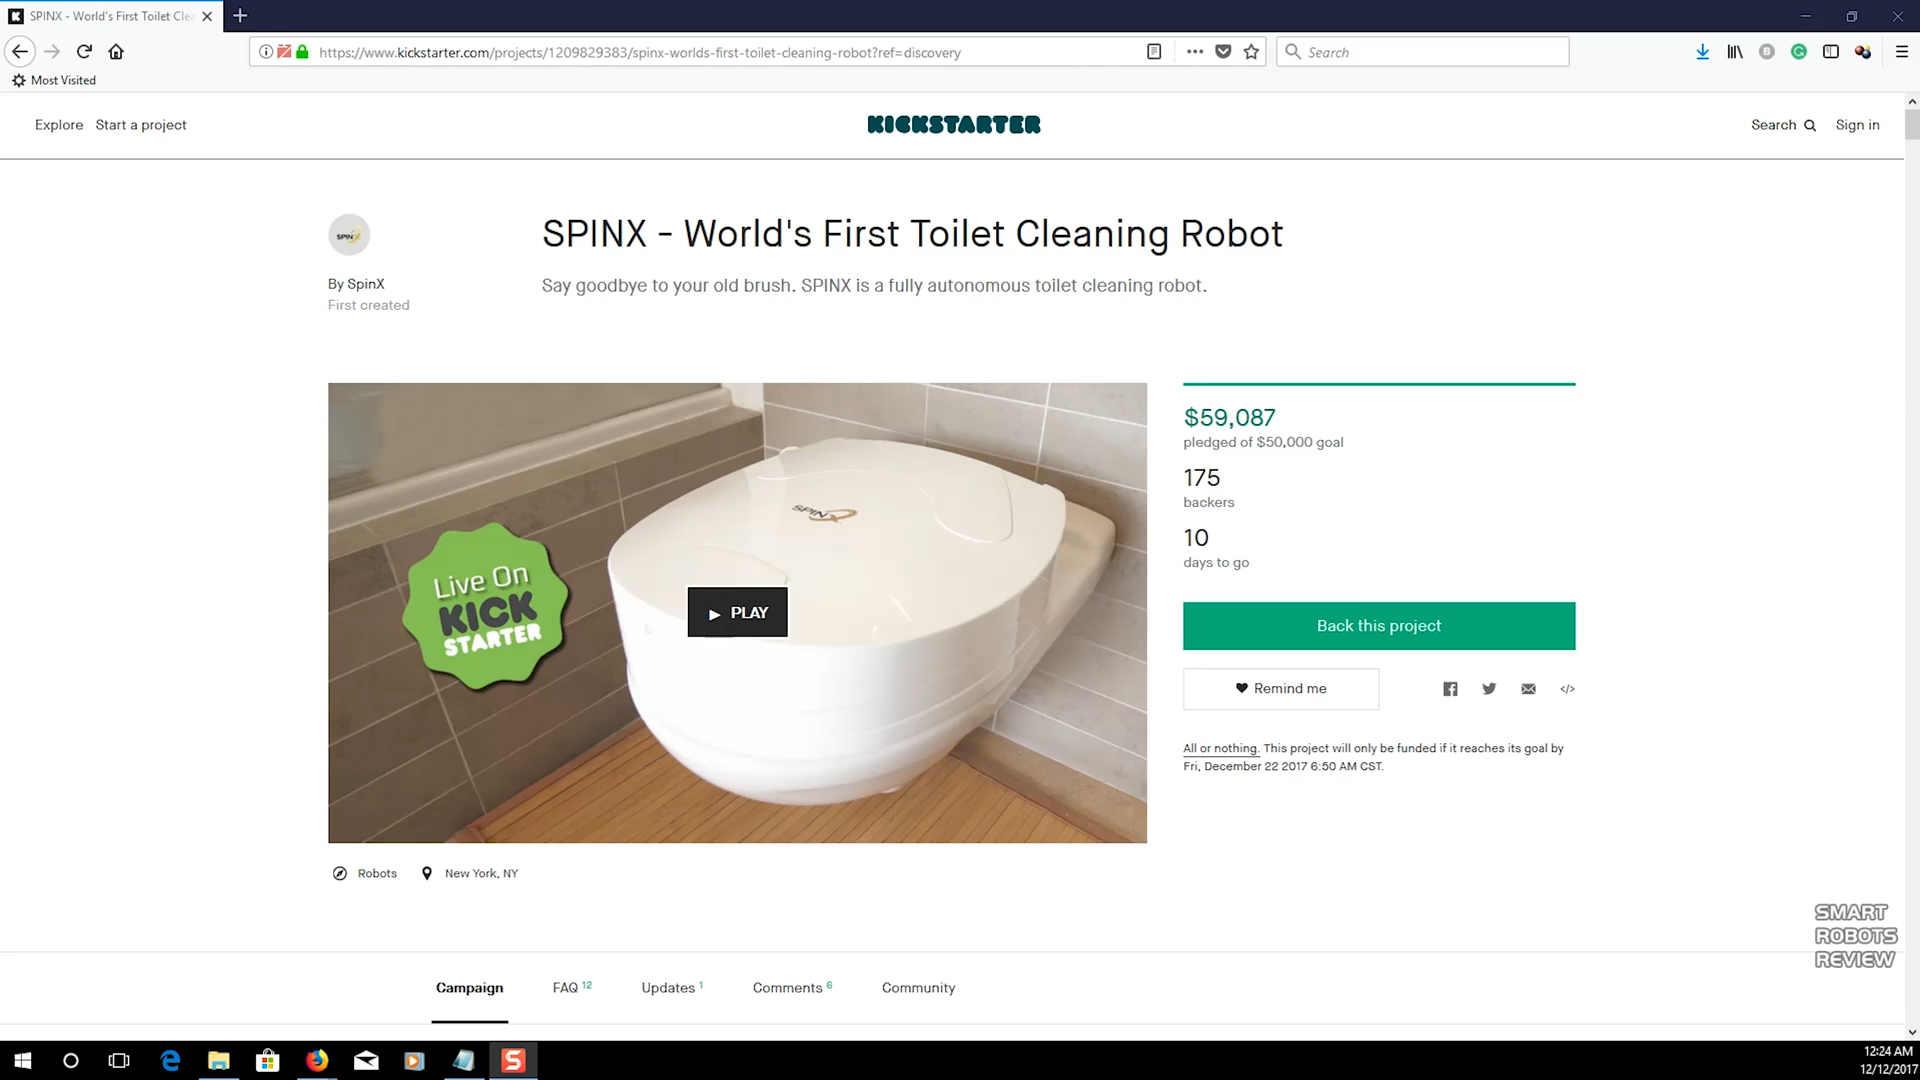 SPINX - World's First Toilet Clea
Search
https://www.kickstarter.com/projects/1209829383/spinx-worlds-first-toilet-cleaning-robot?ref=discovery
Most Visited
Explore Start a project
KICKSTARTER
Search Sign in
SPINX
By SpinX
First created
SPINX - World's First Toilet Cleaning Robot
Say goodbye to your old brush. SPINX is a fully autonomous toilet cleaning robot.
SPINX
Live On
KICK
STARTER
PLAY
$59,087
pledged of $50,000 goal
175
backers
10
days to go
Back this project
Remind me
All or nothing. This project will only be funded if it reaches its goal by
Fri, December 22 2017 6:50 AM CST.
Robots New York, NY
SMART
ROBOTS
REVIEW
Campaign FAQ 12 Updates 1 Comments 6 Community
12:24 AM
12/12/2017